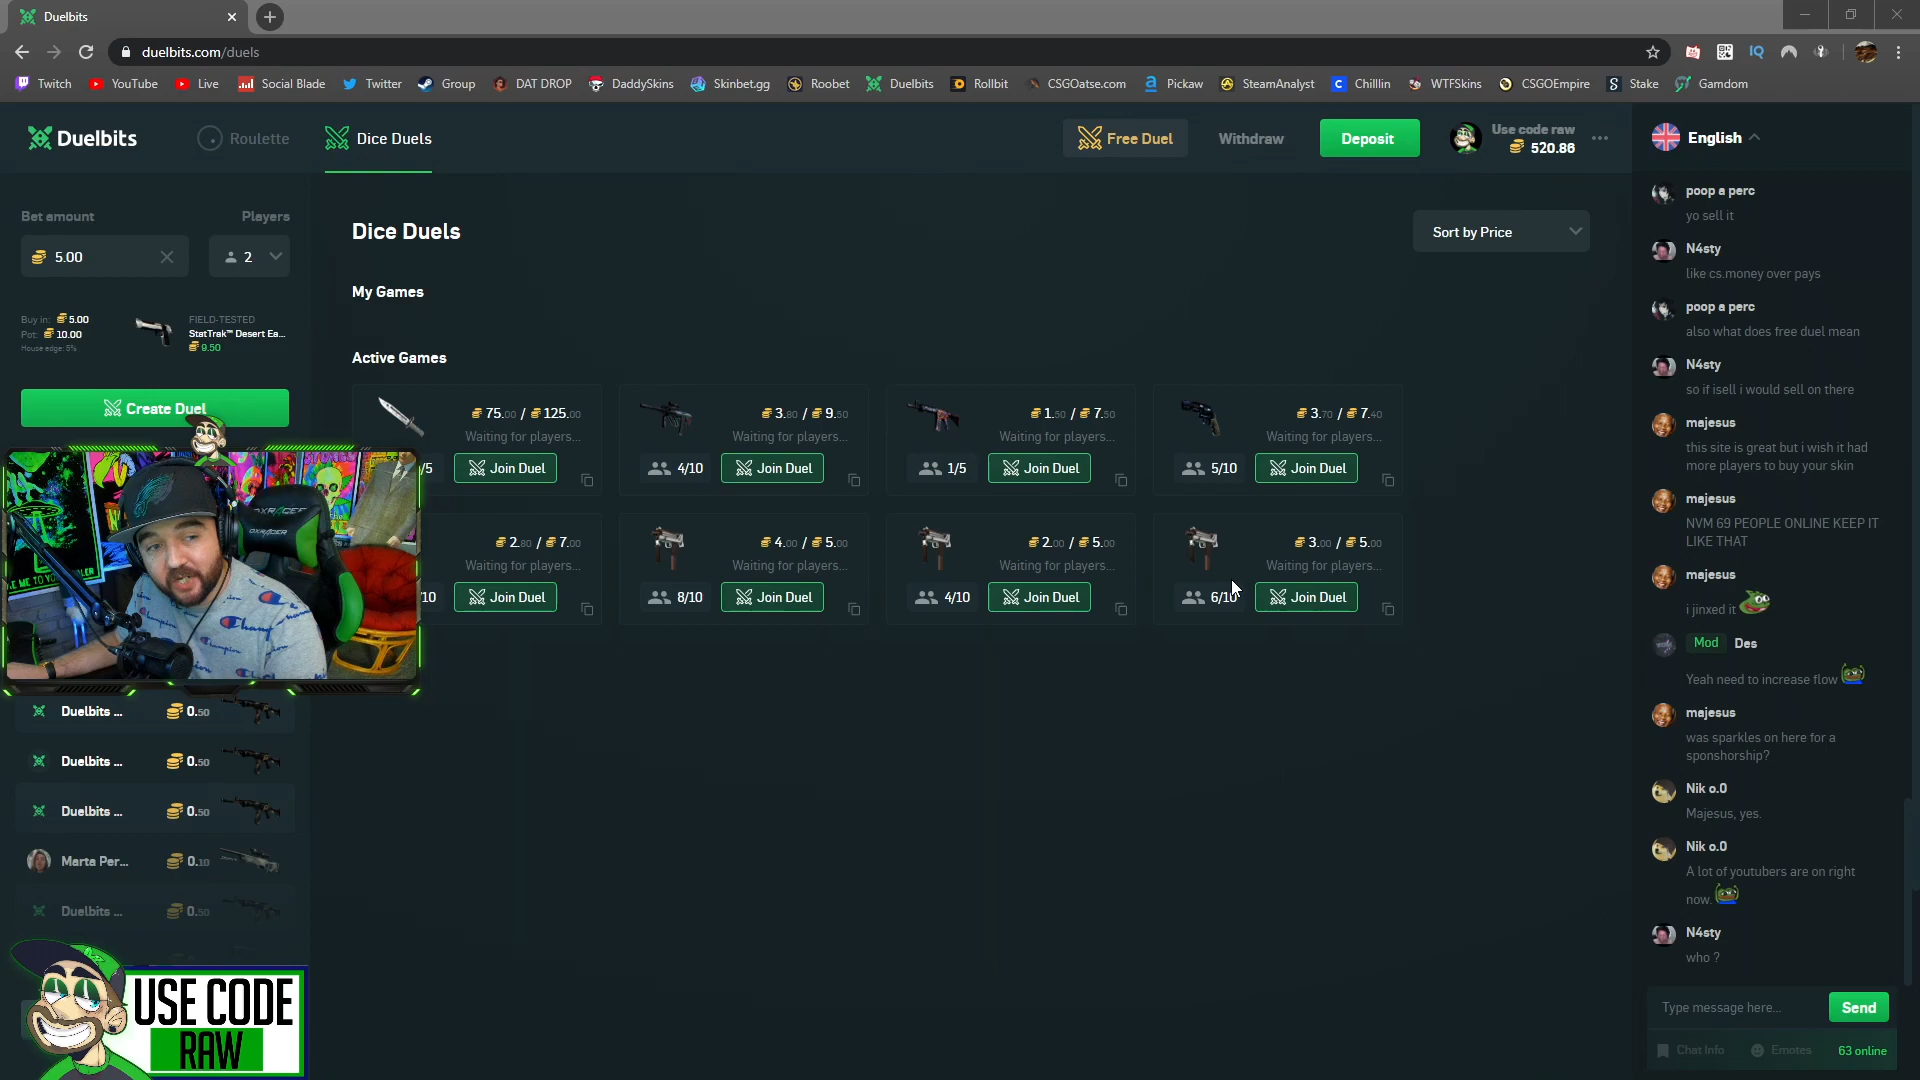 Duelbits
duelbits.com/duels
Twitch
YouTube
Live
Social Blade
Twitter
Group
DAT DROP
DaddySkins
Skinbet.gg
Roobet
Duelbits
Rollbit
CSGOatse.com
Pickaw
SteamAnalyst
Chilllin
WTFSkins
CSGOEmpire
Stake
Gamdom
Duelbits
Roulette
Dice Duels
Free Duel
Withdraw
Deposit
Use code raw
520.86
English
Bet amount
Players
5.00
2
Buy in: 5.00
Pot: 10.00
House edge: 5%
FIELD-TESTED
StatTrak™ Desert Ea...
9.50
Create Duel
Dice Duels
Sort by Price
My Games
Active Games
75.00 / 125.00
Waiting for players...
/5
Join Duel
3.80 / 9.50
Waiting for players...
4/10
Join Duel
1.50 / 7.50
Waiting for players...
1/5
Join Duel
3.70 / 7.40
Waiting for players...
5/10
Join Duel
2.80 / 7.00
Waiting for players...
/10
Join Duel
4.00 / 5.00
Waiting for players...
8/10
Join Duel
2.00 / 5.00
Waiting for players...
4/10
Join Duel
3.00 / 5.00
Waiting for players...
6/10
Join Duel
DXRACER
DXRACER
Champion
Duelbits ...
0.50
Duelbits ...
0.50
Duelbits ...
0.50
Marta Per...
0.10
Duelbits ...
0.50
USE CODE
RAW
poop a perc
yo sell it
N4sty
like cs.money over pays
poop a perc
also what does free duel mean
N4sty
so if isell i would sell on there
majesus
this site is great but i wish it had
more players to buy your skin
majesus
NVM 69 PEOPLE ONLINE KEEP IT
LIKE THAT
majesus
i jinxed it
Mod Des
Yeah need to increase flow
majesus
was sparkles on here for a
sponshorship?
Nik o.0
Majesus, yes.
Nik o.0
A lot of youtubers are on right
now.
N4sty
who ?
Type message here...
Send
Chat Info
Emotes
63 online